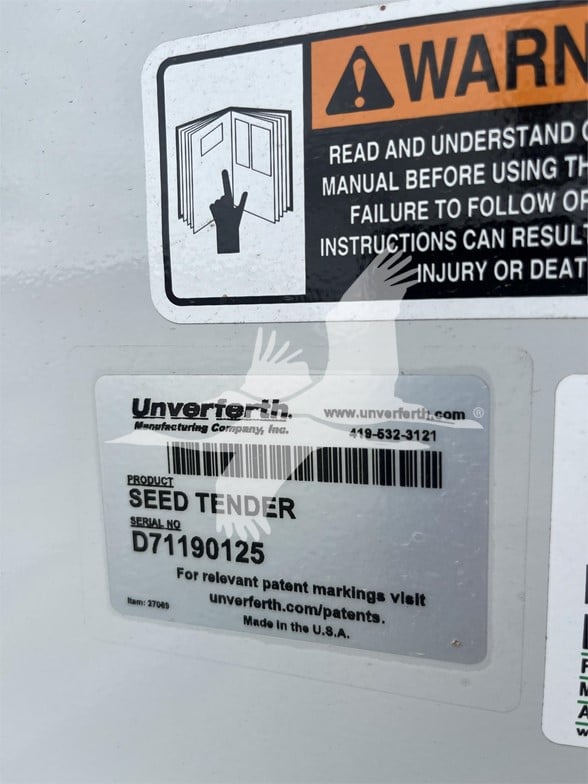 WARN
READ AND UNDERSTAND
MANUAL BEFORE USING TH
FAILURE TO FOLLOW OP
INSTRUCTIONS CAN RESULT
INJURY OR DEAT
Unverferth®
Manufacturing Company, Inc.
www.unverferth.com
419-532-3121
PRODUCT
SEED TENDER
SERIAL NO
D71190125
For relevant patent markings visit
unverferth.com/patents.
Item: 27065
Made in the U.S.A.